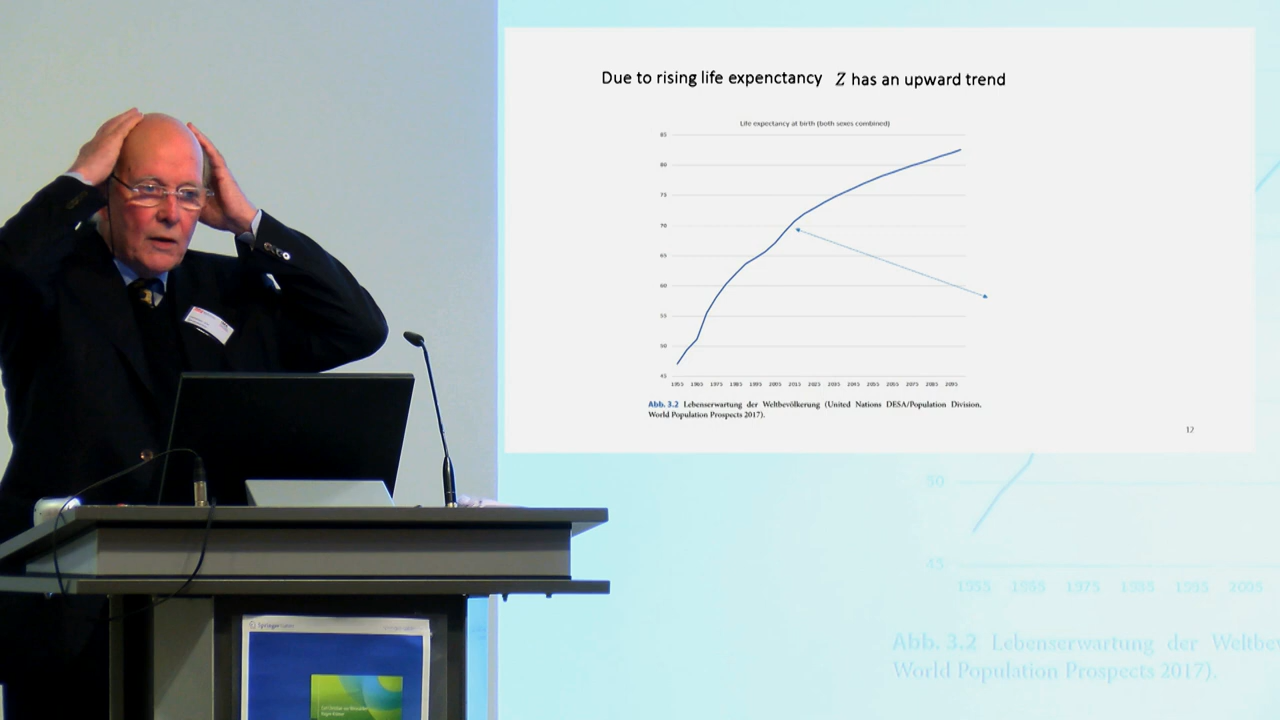 Due to rising life expenctancy Z has an upward trend
Life expectancy at birth (both sexes combined)
85
80
75
70
65
60
55
50
45
1955 1965 1975 1985 1995 2005 2015 2025 2035 2045 2055 2065 2075 2085 2095
Abb. 3.2 Lebenserwartung der Weltbevölkerung (United Nations DESA/Population Division,
World Population Prospects 2017).
12
50
45
1955 1965 1975 1985 1995 2005
Abb. 3.2 Lebenserwartung der Weltbev
World Population Prospects 2017).
Springer